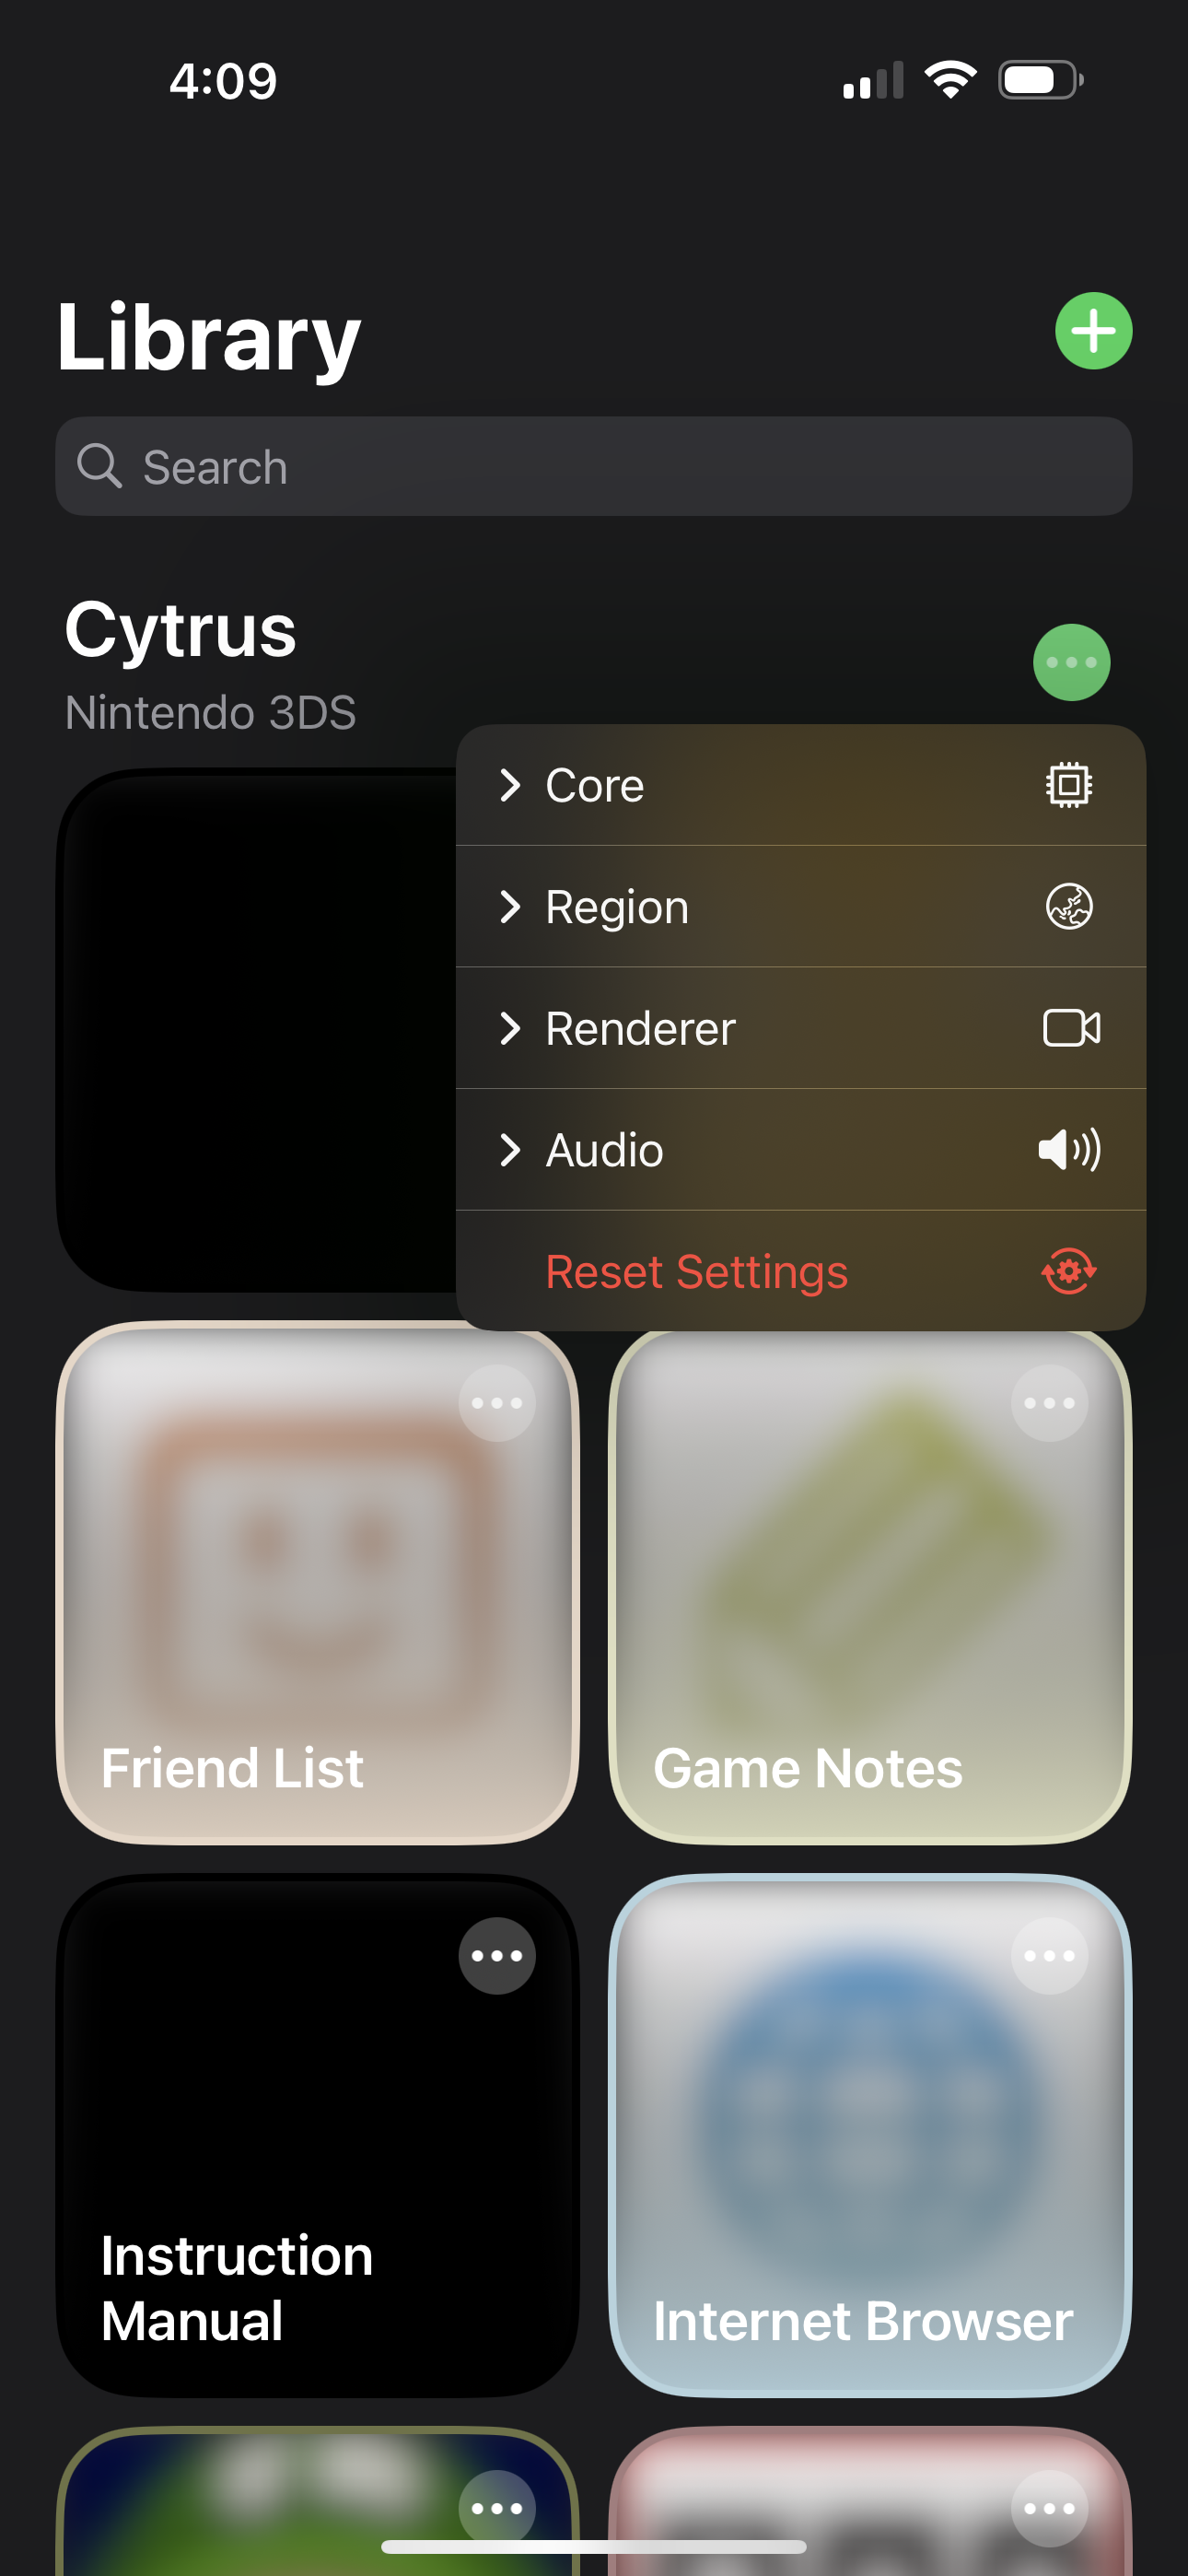 4:09
Library
Search
Cytrus
Nintendo 3DS
Core
Region
Renderer
Audio
Reset Settings
Friend List
Game Notes
Instruction
Manual
Internet Browser